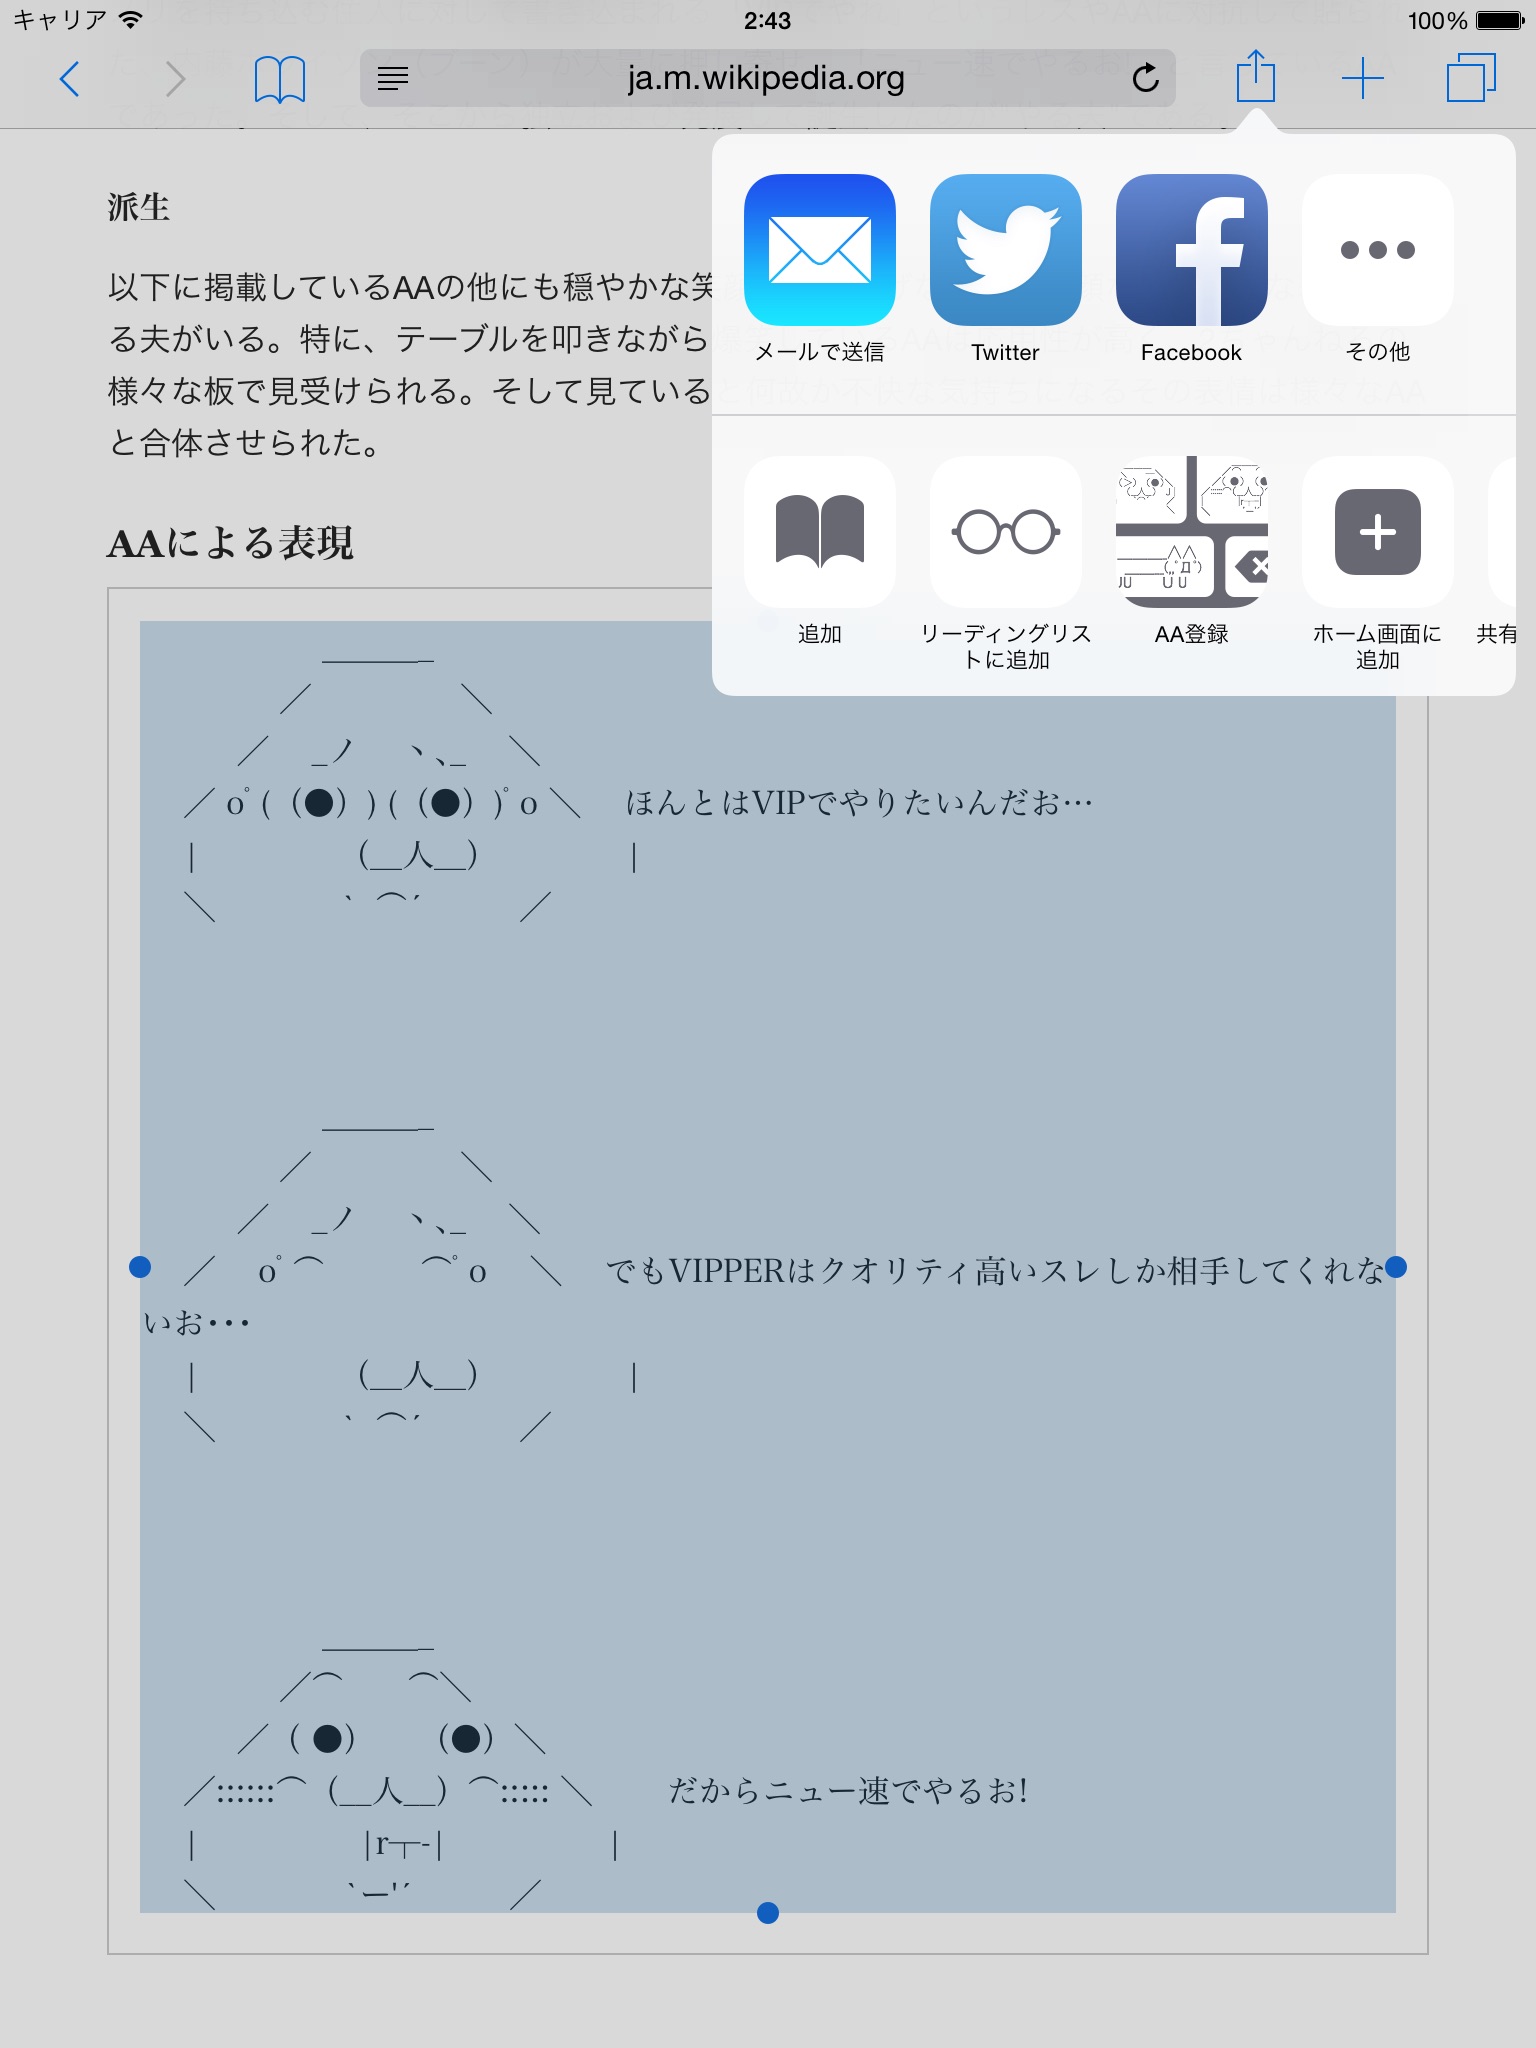 キャリア 2:43 100%
ja.m.wikipedia.org
派生
以下に掲載しているAAの他にも穏やかな笑
る夫がいる。特に、テーブルを叩きながら
様々な板で見受けられる。そして見ている
と合体させられた。
メールで送信 Twitter Facebook その他
追加 リーディングリストに追加 AA登録 ホーム画面に追加 共有
AAによる表現
＿＿＿_
／　　　　＼
／　_ノ　ヽ､_　＼
／ oﾟ(（●）) (（●）)ﾟo ＼　ほんとはVIPでやりたいんだお…
|　　　　（__人__）　　　　|
＼　　　　｀ ⌒´　　　／
＿＿＿_
／　　　　＼
／　_ノ　ヽ､_　＼
／　oﾟ⌒　　　⌒ﾟo　＼　でもVIPPERはクオリティ高いスレしか相手してくれな
いお･･･
|　　　　（__人__）　　　　|
＼　　　　｀ ⌒´　　　／
＿＿＿_
／⌒　　⌒＼
／（ ●）　　（●）＼
／::::::⌒（__人__）⌒::::: ＼　　だからニュー速でやるお!
|　　　　　|r┬-|　　　　　|
＼　　　　｀ー'´　　　／